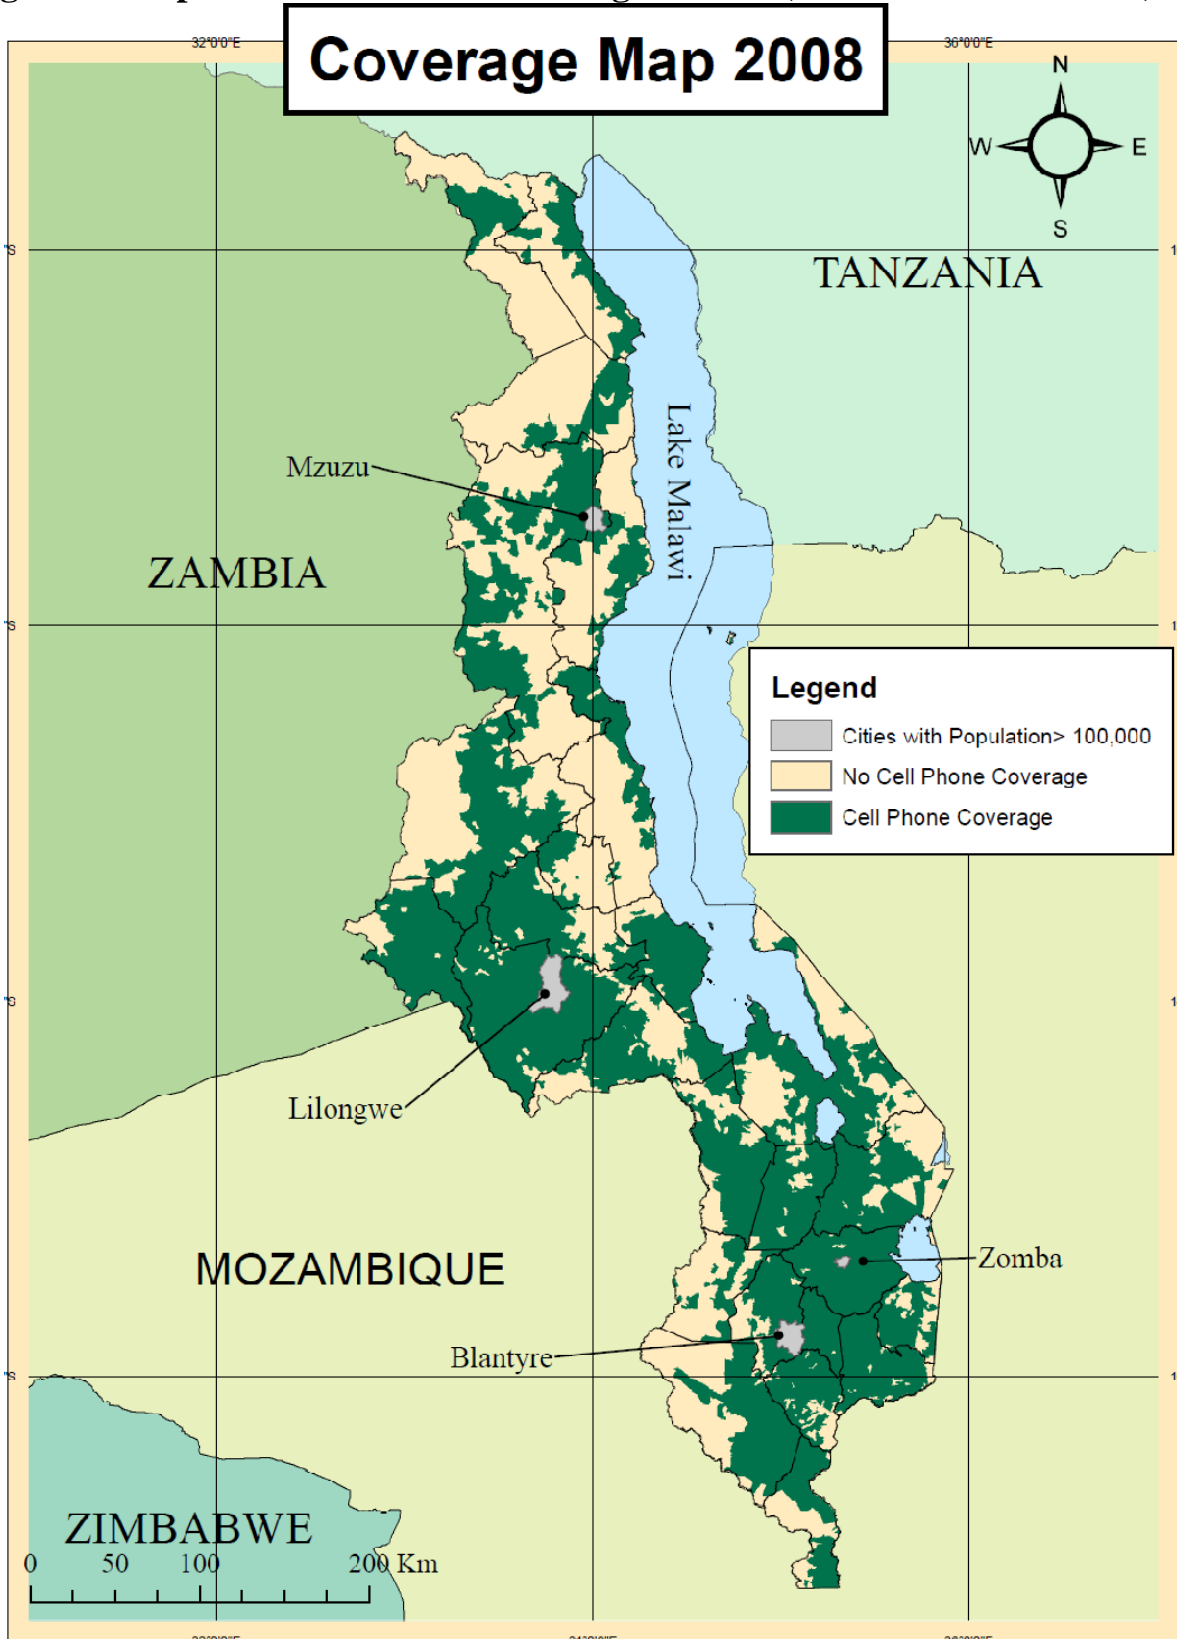 Coverage Map 2008
32°0'0"E
36°0'0"E
N
W
E
S
TANZANIA
Lake Malawi
Mzuzu
ZAMBIA
Legend
Cities with Population> 100,000
No Cell Phone Coverage
Cell Phone Coverage
Lilongwe
MOZAMBIQUE
Zomba
Blantyre
ZIMBABWE
0 50 100 200 Km